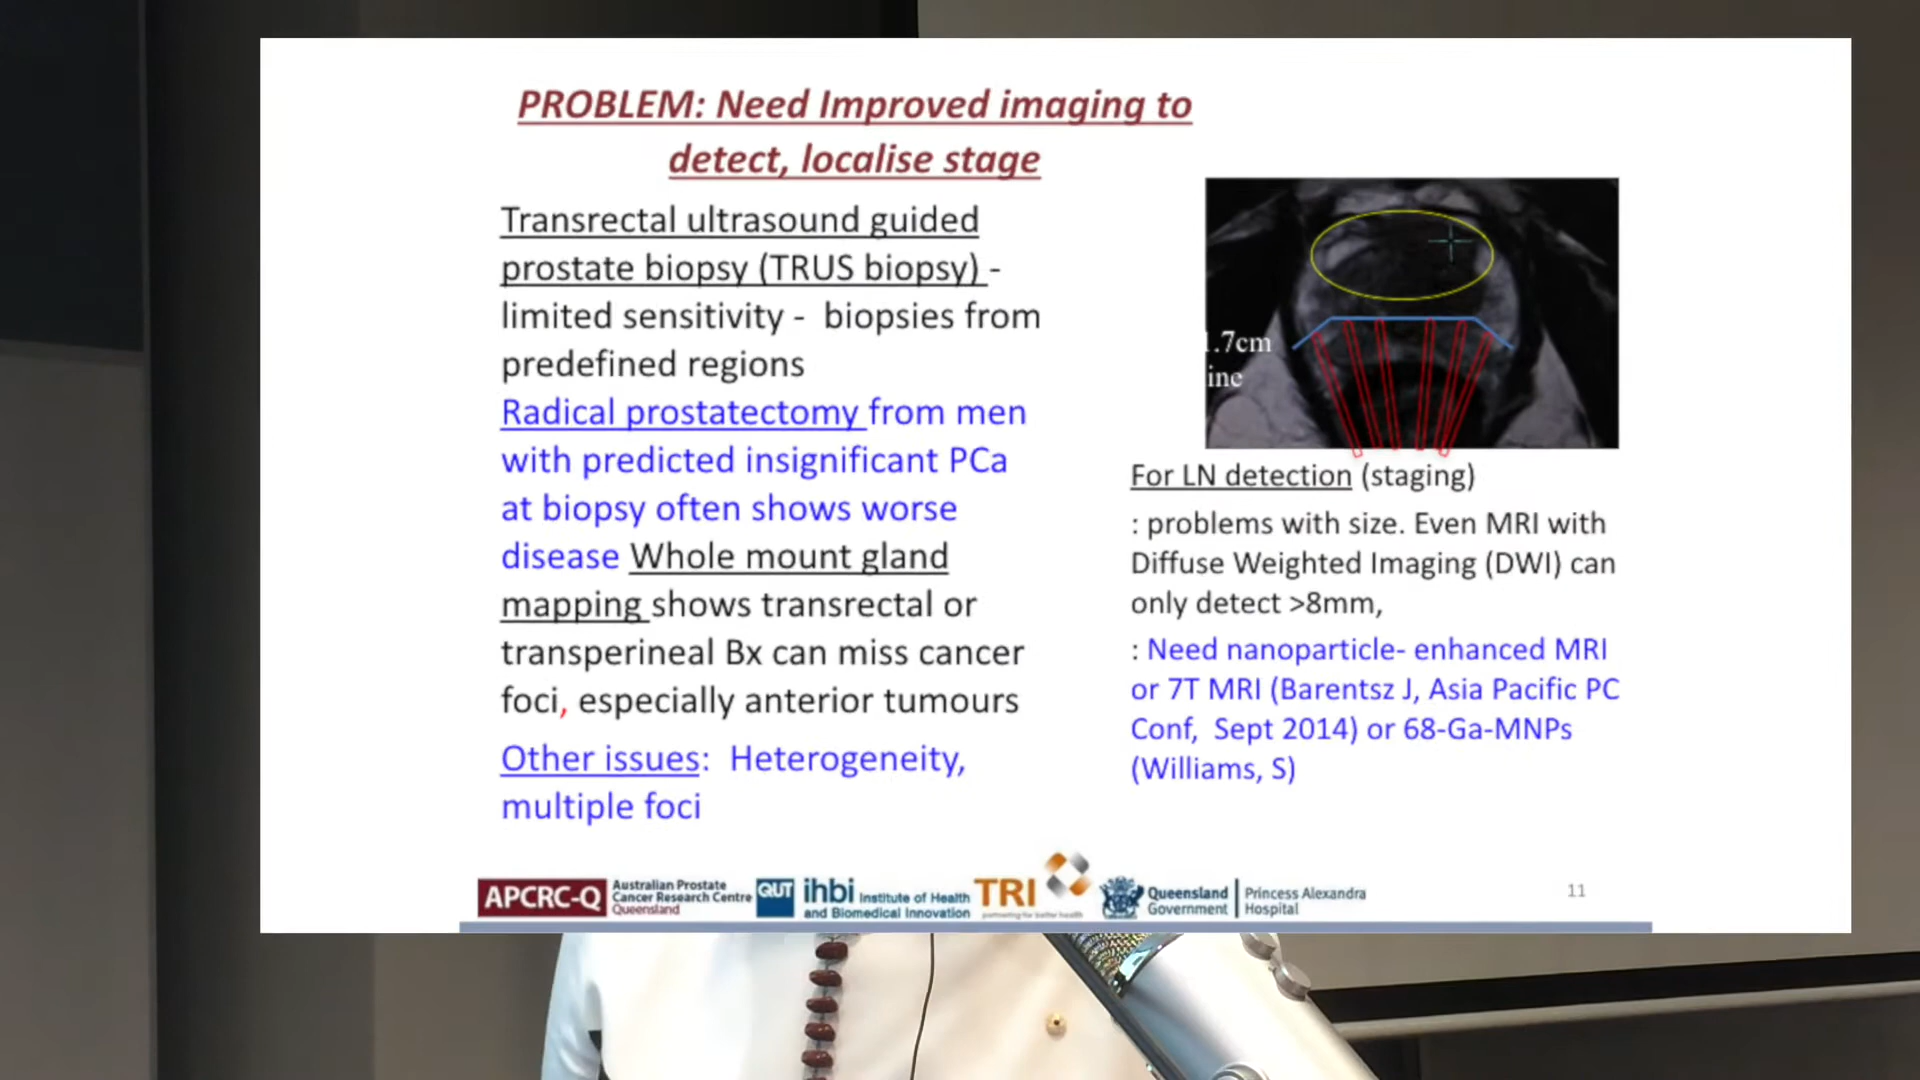 PROBLEM: Need Improved imaging to
detect, localise stage
Transrectal ultrasound guided
prostate biopsy (TRUS biopsy) -
limited sensitivity - biopsies from
predefined regions
Radical prostatectomy from men
with predicted insignificant PCa
at biopsy often shows worse
disease Whole mount gland
mapping shows transrectal or
transperineal Bx can miss cancer
foci, especially anterior tumours
Other issues: Heterogeneity,
multiple foci
.7cm
ine
For LN detection (staging)
: problems with size. Even MRI with
Diffuse Weighted Imaging (DWI) can
only detect >8mm,
: Need nanoparticle- enhanced MRI
or 7T MRI (Barentsz J, Asia Pacific PC
Conf, Sept 2014) or 68-Ga-MNPs
(Williams, S)
APCRC-Q
Australian Prostate
Cancer Research Centre
Queensland
QUT
ihbi Institute of Health
and Biomedical Innovation
TRI
partnering for better health
Queensland
Government
Princess Alexandra
Hospital
11